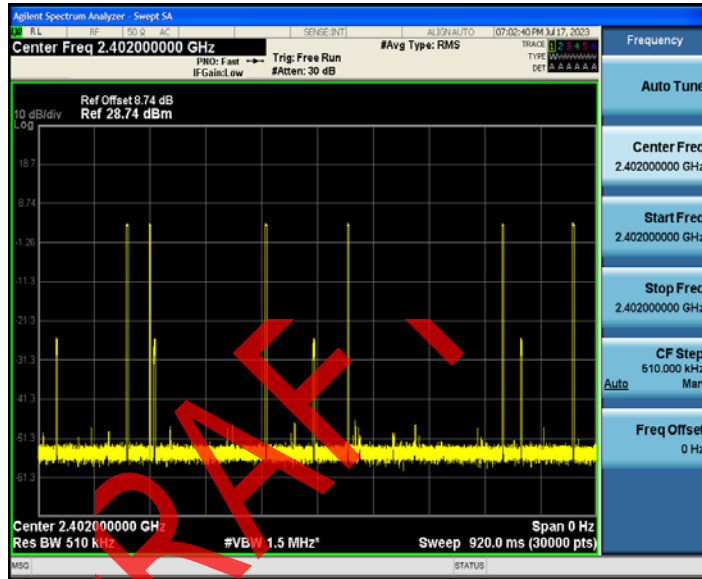 Agilent Spectrum Analyzer - Swept SA
RL RF 50 Ω AC SENSE:INT ALIGN AUTO 07:02:40 PM Jul 17, 2023
Center Freq 2.402000000 GHz
#Avg Type: RMS
TRACE 1 2 3 4 5 6
PNO: Fast
Trig: Free Run
TYPE
IFGain:Low
#Atten: 30 dB
DET A A A A A A
Ref Offset 8.74 dB
10 dB/div Ref 28.74 dBm
Log
18.7
8.74
-1.26
-11.3
-21.3
-31.3
-41.3
-51.3
-61.3
RAF
Center 2.402000000 GHz Span 0 Hz
Res BW 510 kHz #VBW 1.5 MHz* Sweep 920.0 ms (30000 pts)
MSG STATUS
Frequency
Auto Tune
Center Freq
2.402000000 GHz
Start Freq
2.402000000 GHz
Stop Freq
2.402000000 GHz
CF Step
510.000 kHz
Auto Man
Freq Offset
0 Hz